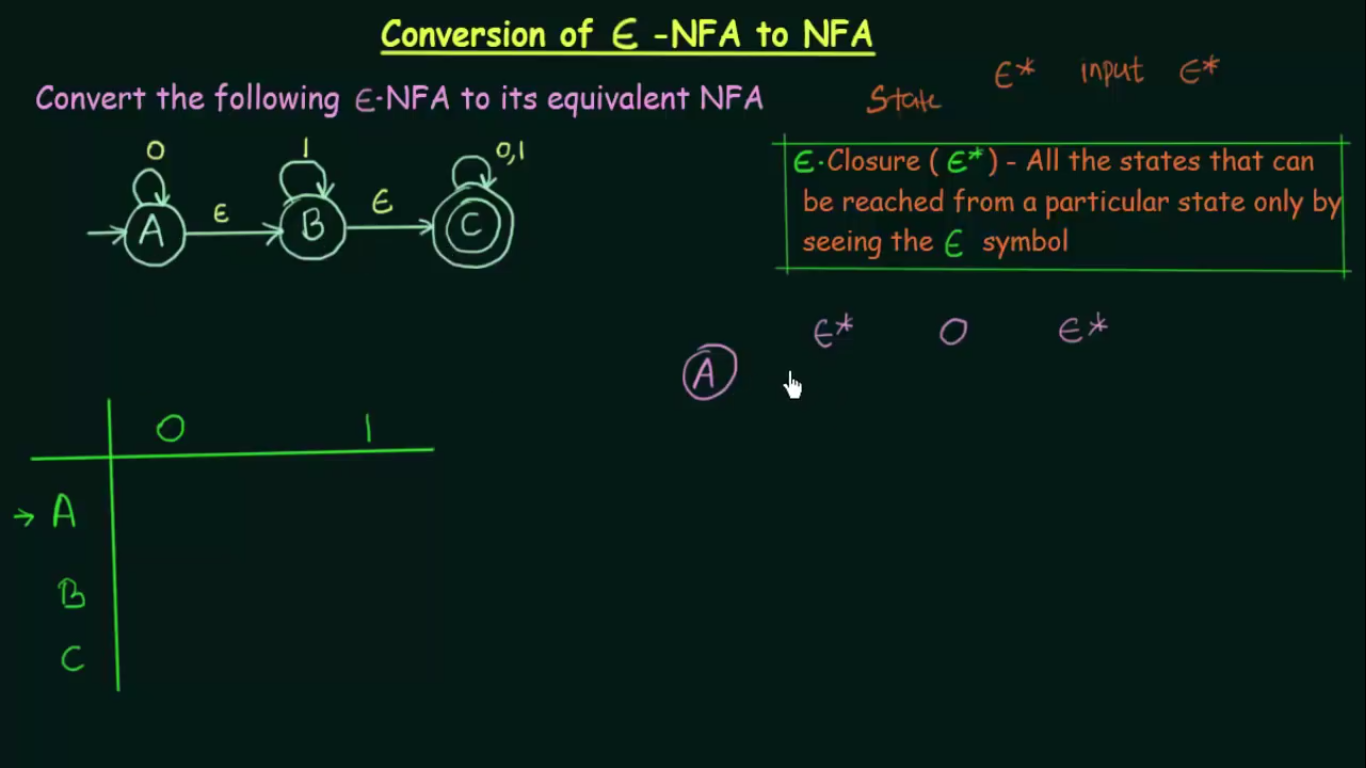 Conversion of ϵ -NFA to NFA
Convert the following ϵ-NFA to its equivalent NFA
State ϵ* input ϵ*
ϵ-Closure ( ϵ* ) - All the states that can
be reached from a particular state only by
seeing the ϵ symbol
0 1 0,1
A ϵ B ϵ C
ϵ* 0 ϵ*
A
0 1
→ A
B
C